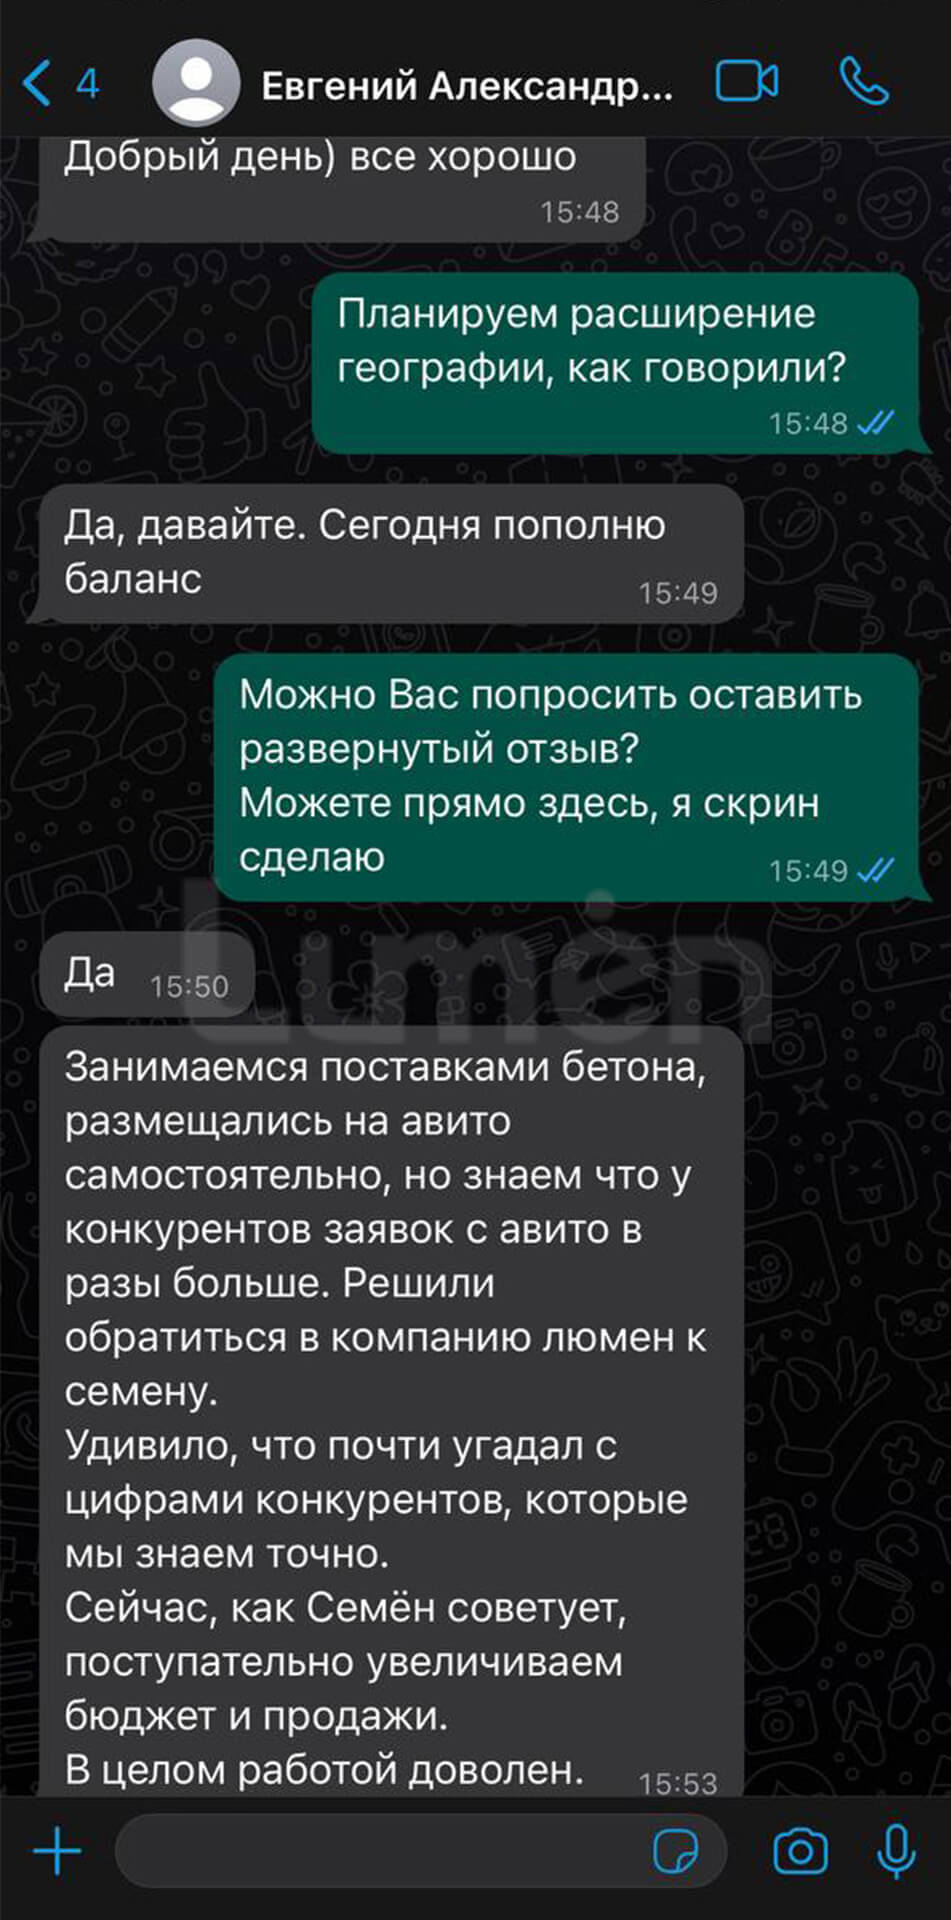 4
Евгений Александр...
Добрый день) все хорошо
15:48
Планируем расширение
географии, как говорили?
15:48
Да, давайте. Сегодня пополню
баланс
15:49
Можно Вас попросить оставить
развернутый отзыв?
Можете прямо здесь, я скрин
сделаю
15:49
Lumen
Да
15:50
Занимаемся поставками бетона,
размещались на авито
самостоятельно, но знаем что у
конкурентов заявок с авито в
разы больше. Решили
обратиться в компанию люмен к
семену.
Удивило, что почти угадал с
цифрами конкурентов, которые
мы знаем точно.
Сейчас, как Семён советует,
поступательно увеличиваем
бюджет и продажи.
В целом работой доволен.
15:53